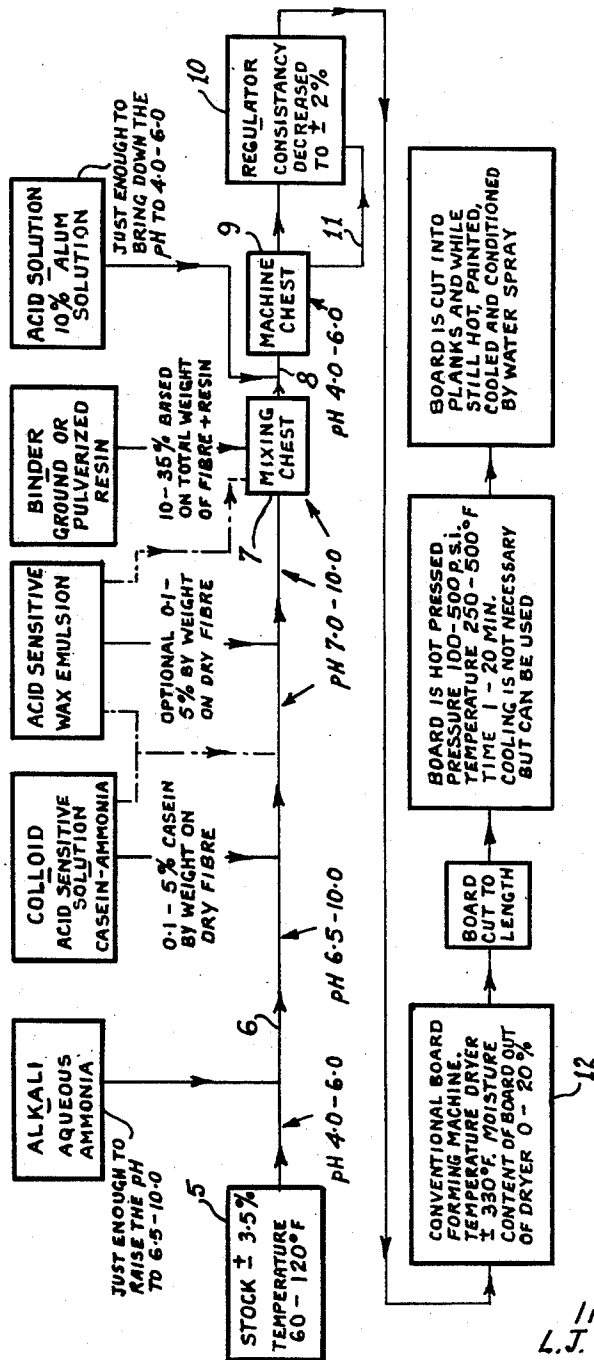 ALKALI
AQUEOUS
AMMONIA
JUST ENOUGH TO
RAISE THE pH
TO 6·5-10·0
COLLOID
ACID SENSITIVE
SOLUTION
CASEIN-AMMONIA
0·1-5% CASEIN
BY WEIGHT ON
DRY FIBRE
ACID SENSITIVE
WAX EMULSION
OPTIONAL 0·1-
5% BY WEIGHT
ON DRY FIBRE
BINDER
GROUND OR
PULVERIZED
RESIN
10-35% BASED
ON TOTAL WEIGHT
OF FIBRE+RESIN
ACID SOLUTION
10% ALUM
SOLUTION
JUST ENOUGH TO
BRING DOWN THE
pH TO 4·0-6·0
5
STOCK ± 3.5%
TEMPERATURE
60-120°F
pH 4·0-6·0
6
pH 6·5-10·0
pH 7·0-10·0
7
MIXING
CHEST
8
9
MACHINE
CHEST
pH 4·0-6·0
10
REGULATOR
CONSISTANCY
DECREASED
TO ± 2%
11
CONVENTIONAL BOARD
FORMING MACHINE.
TEMPERATURE DRYER
± 330°F. MOISTURE
CONTENT OF BOARD OUT
OF DRYER 0-20%
12
BOARD
CUT TO
LENGTH
BOARD IS HOT PRESSED
PRESSURE 100-500 p.s.i.
TEMPERATURE 250-500°F
TIME 1-20 MIN.
COOLING IS NOT NECESSARY
BUT CAN BE USED
BOARD IS CUT INTO
PLANKS AND WHILE
STILL HOT, PAINTED,
COOLED AND CONDITIONED
BY WATER SPRAY
L.J.